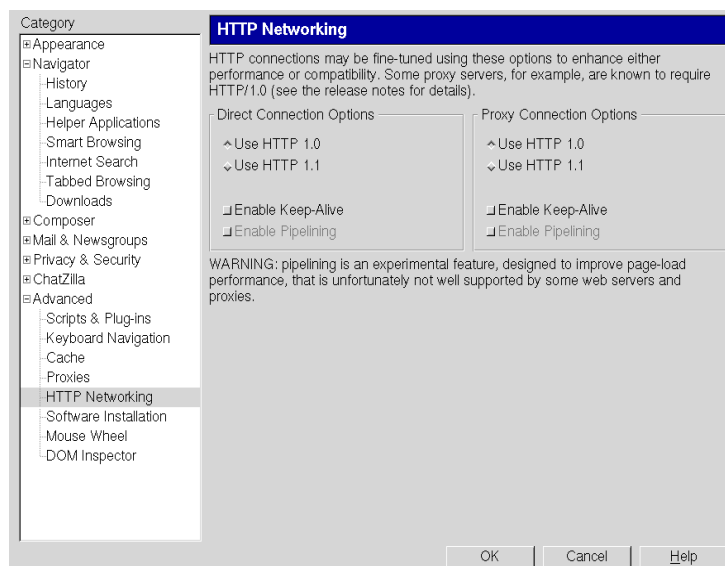 Category
Appearance
Navigator
History
Languages
Helper Applications
Smart Browsing
Internet Search
Tabbed Browsing
Downloads
Composer
Mail & Newsgroups
Privacy & Security
ChatZilla
Advanced
Scripts & Plug-ins
Keyboard Navigation
Cache
Proxies
HTTP Networking
Software Installation
Mouse Wheel
DOM Inspector
HTTP Networking
HTTP connections may be fine-tuned using these options to enhance either
performance or compatibility. Some proxy servers, for example, are known to require
HTTP/1.0 (see the release notes for details).
Direct Connection Options
Use HTTP 1.0
Use HTTP 1.1
Enable Keep-Alive
Enable Pipelining
Proxy Connection Options
Use HTTP 1.0
Use HTTP 1.1
Enable Keep-Alive
Enable Pipelining
WARNING: pipelining is an experimental feature, designed to improve page-load
performance, that is unfortunately not well supported by some web servers and
proxies.
OK
Cancel
Help